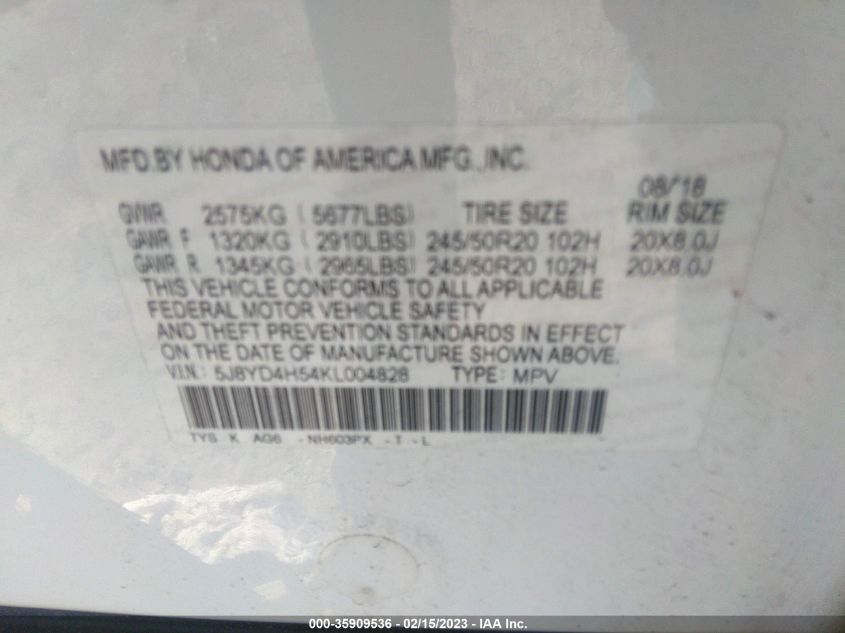 MFD.BY HONDA OF AMERICA MFG.,INC.
08/'18
GVWR 2575KG ( 5677LBS) TIRE SIZE RIM SIZE
GAWR F 1320KG ( 2910LBS) 245/50R20 102H 20X8.0J
GAWR R 1345KG ( 2965LBS) 245/50R20 102H 20X8.0J
THIS VEHICLE CONFORMS TO ALL APPLICABLE
FEDERAL MOTOR VEHICLE SAFETY
AND THEFT PREVENTION STANDARDS IN EFFECT
ON THE DATE OF MANUFACTURE SHOWN ABOVE.
V.I.N.: 5J8YD4H54KL004828 TYPE: MPV
TYS K AG6 -NH603PX -T -L
000-35909536 - 02/15/2023 - IAA Inc.